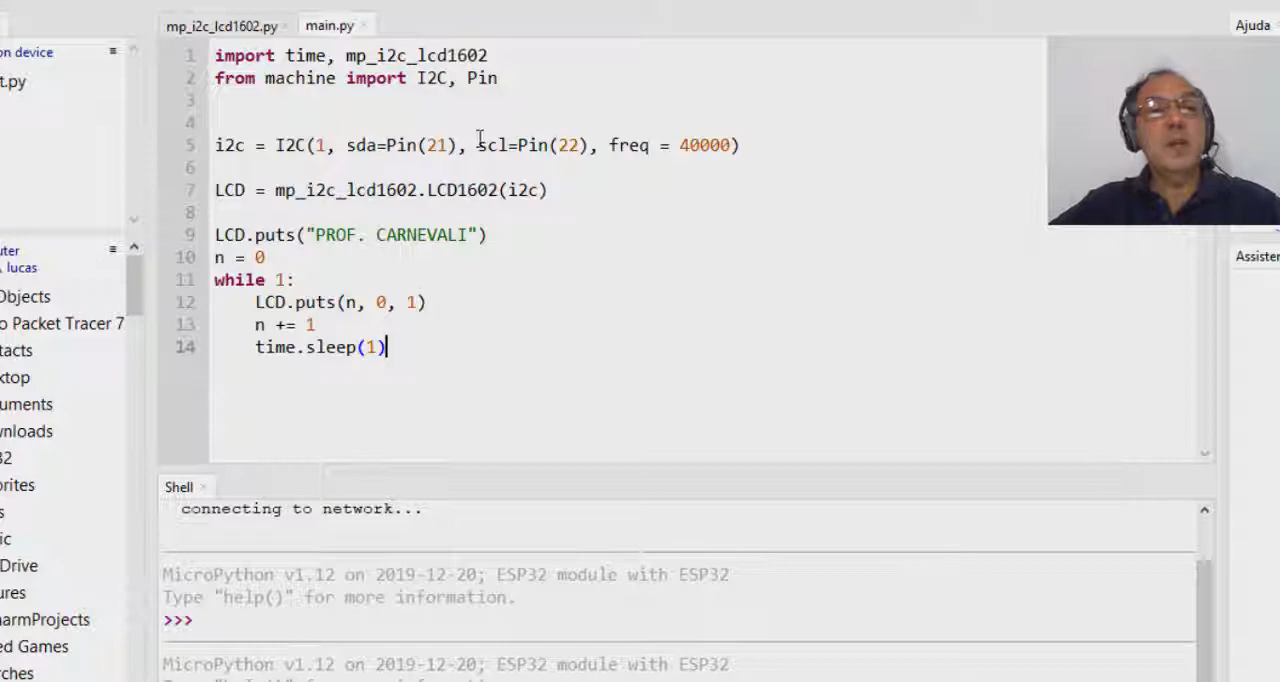 mp_i2c_lcd1602.py
main.py
Ajuda
on device
t.py
1 import time, mp_i2c_lcd1602
2 from machine import I2C, Pin
3
4
5 i2c = I2C(1, sda=Pin(21), scl=Pin(22), freq = 40000)
6
7 LCD = mp_i2c_lcd1602.LCD1602(i2c)
8
9 LCD.puts("PROF. CARNEVALI")
10 n = 0
11 while 1:
12 LCD.puts(n, 0, 1)
13 n += 1
14 time.sleep(1)
uter
lucas
Objects
o Packet Tracer 7
tacts
ktop
uments
wnloads
32
orites
s
ic
Drive
ures
harmProjects
ed Games
rches
Assister
Shell
connecting to network...
MicroPython v1.12 on 2019-12-20; ESP32 module with ESP32
Type "help()" for more information.
>>>
MicroPython v1.12 on 2019-12-20; ESP32 module with ESP32